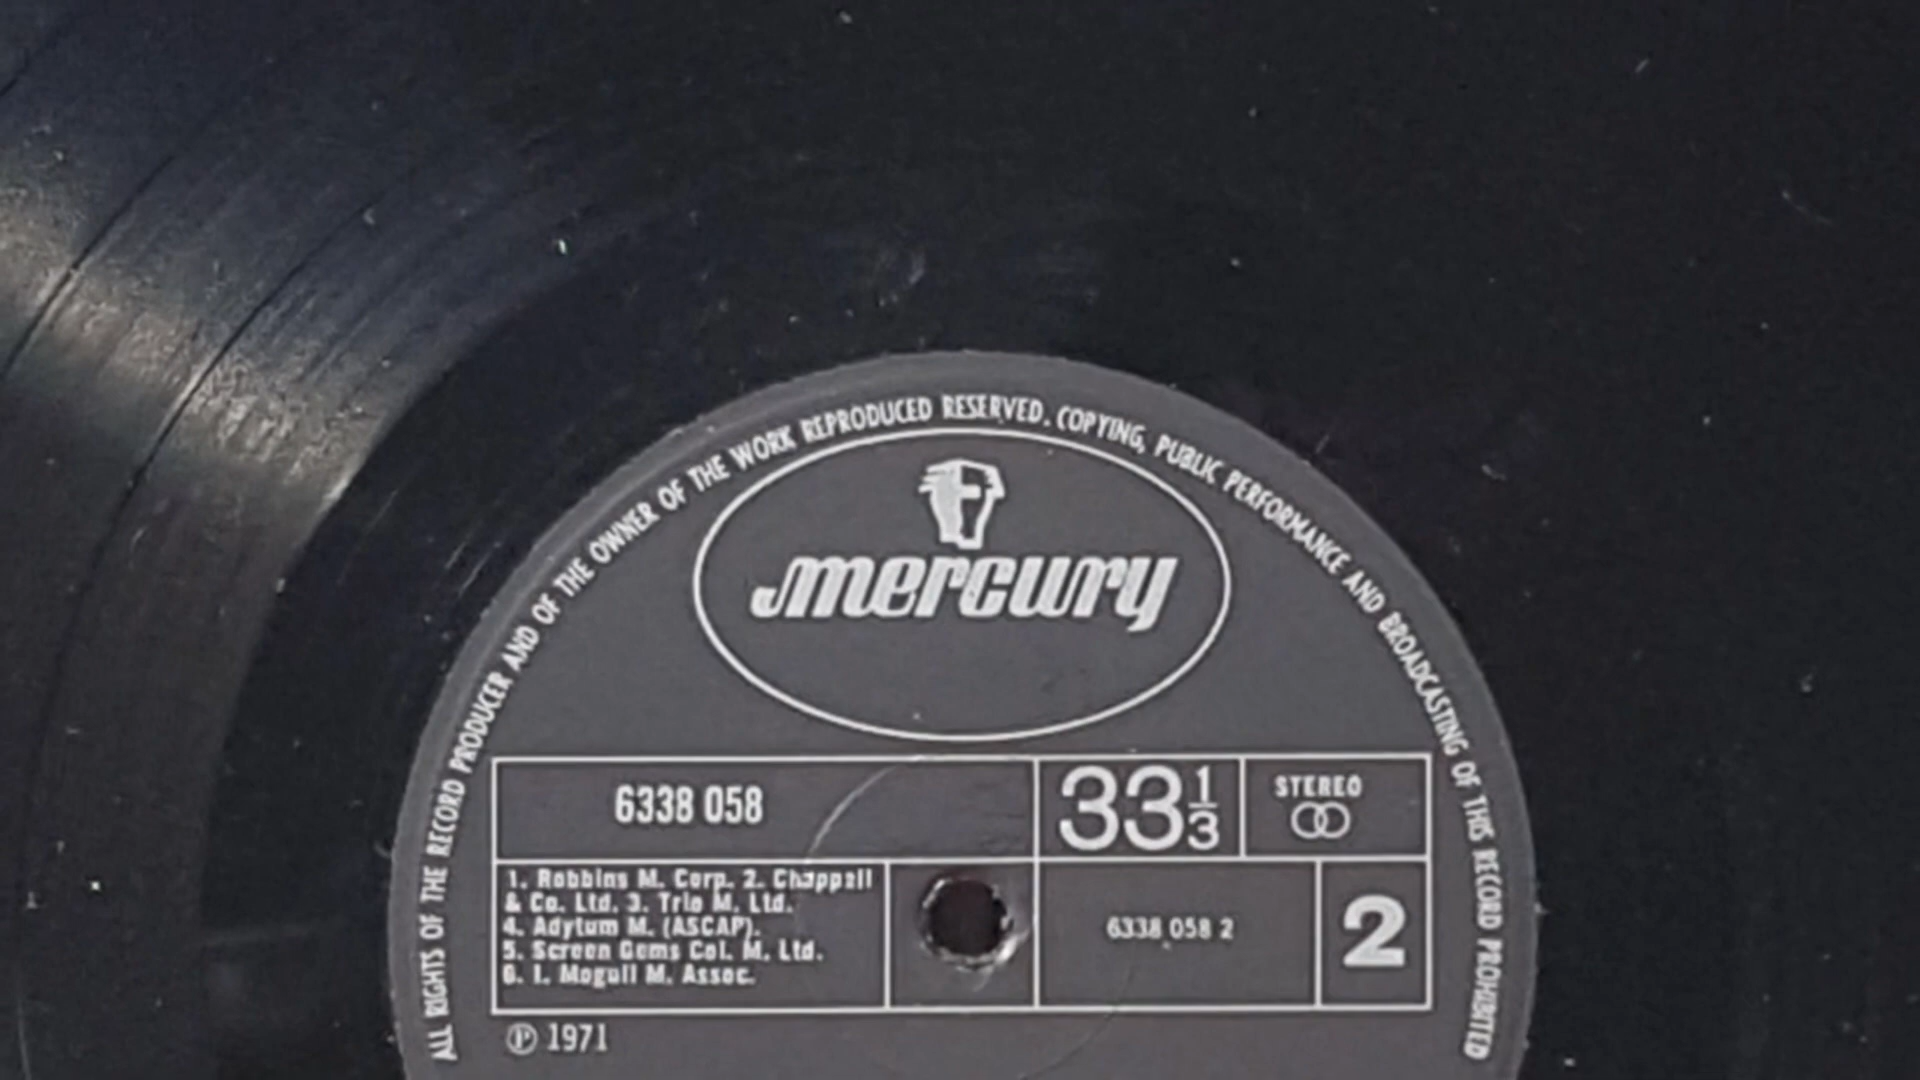 ALL RIGHTS OF THE RECORD PRODUCER AND OF THE OWNER OF THE WORK REPRODUCED RESERVED. COPYING, PUBLIC PERFORMANCE AND BROADCASTING OF THIS RECORD PROHIBITED
mercury
6338 058
33 1/3
STEREO
1. Robbins M. Corp. 2. Chappell
& Co. Ltd. 3. Trio M. Ltd.
4. Adytum M. (ASCAP).
5. Screen Gems Col. M. Ltd.
6. I. Mogull M. Assoc.
6338 058 2
2
Ⓟ 1971